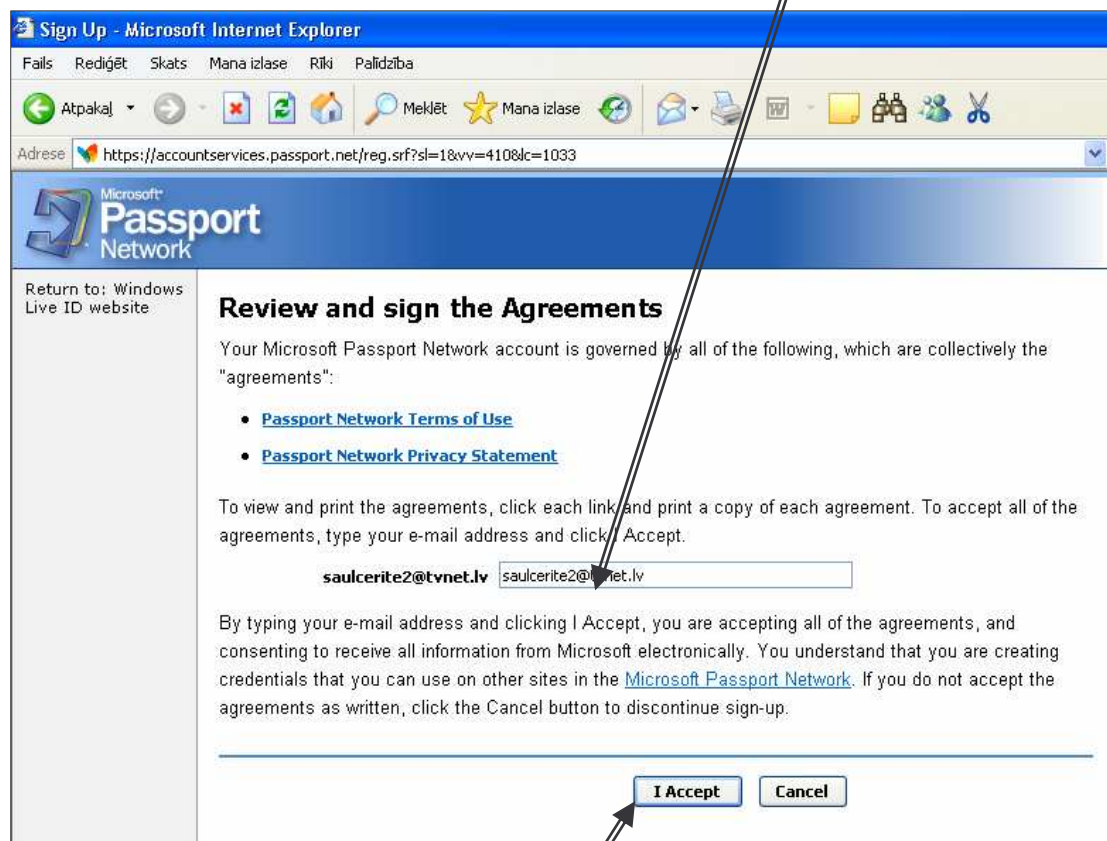 Sign Up - Microsoft Internet Explorer
Fails Rediģēt Skats Mana izlase Rīki Palīdzība
Atpakaļ Meklēt Mana izlase
Adrese https://accountservices.passport.net/reg.srf?sl=1&vv=410&lc=1033
Microsoft
Passport
Network
Return to: Windows
Live ID website
Review and sign the Agreements
Your Microsoft Passport Network account is governed by all of the following, which are collectively the
"agreements":
• Passport Network Terms of Use
• Passport Network Privacy Statement
To view and print the agreements, click each link and print a copy of each agreement. To accept all of the
agreements, type your e-mail address and click I Accept.
saulcerite2@tvnet.lv saulcerite2@tvnet.lv
By typing your e-mail address and clicking I Accept, you are accepting all of the agreements, and
consenting to receive all information from Microsoft electronically. You understand that you are creating
credentials that you can use on other sites in the Microsoft Passport Network. If you do not accept the
agreements as written, click the Cancel button to discontinue sign-up.
I Accept Cancel